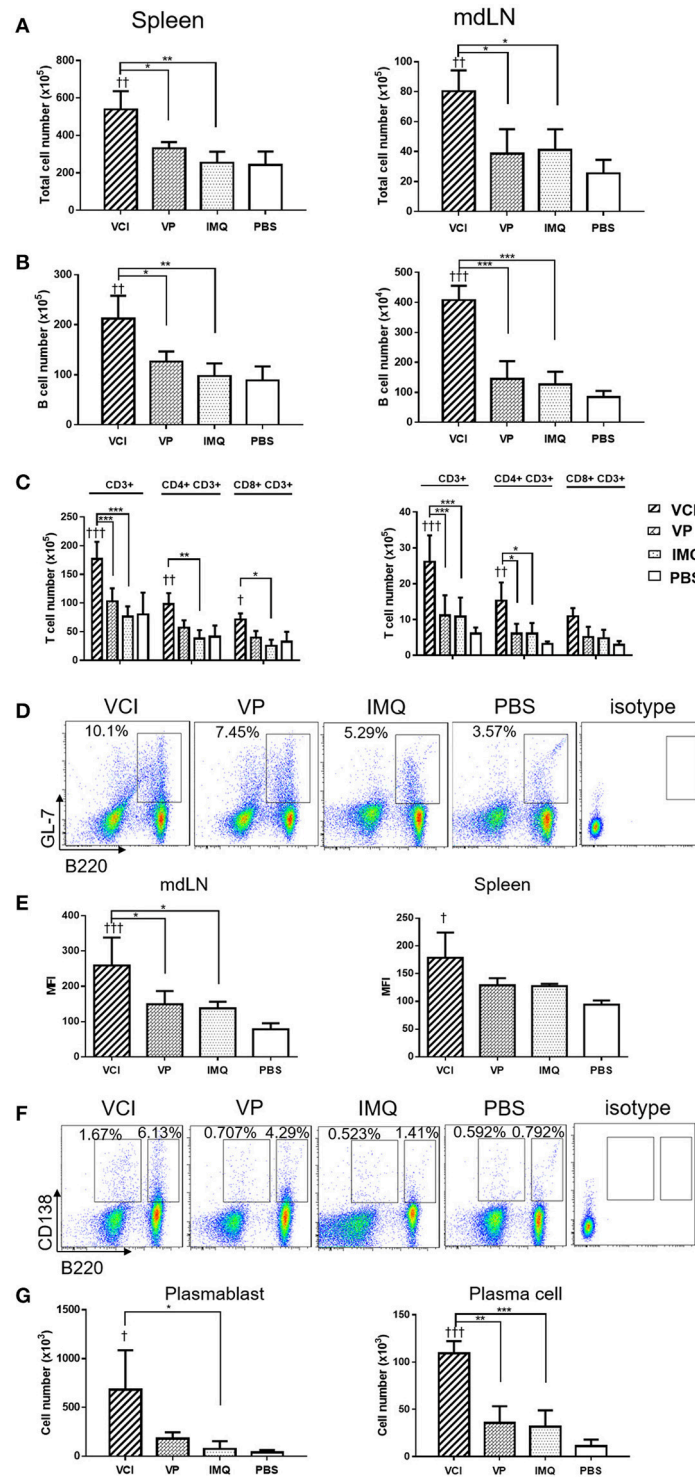 A
Spleen
mdLN
Total cell number (x10⁵)
800
600
400
200
0
††
*
**
VCI VP IMQ PBS
Total cell number (x10⁵)
100
80
60
40
20
0
††
*
*
VCI VP IMQ PBS
B
B cell number (x10⁵)
300
200
100
0
††
*
**
VCI VP IMQ PBS
B cell number (x10⁴)
500
400
300
200
100
0
†††
***
***
VCI VP IMQ PBS
C
CD3+ CD4+ CD3+ CD8+ CD3+
T cell number (x10⁵)
250
200
150
100
50
0
†††
***
***
††
**
†
*
CD3+ CD4+ CD3+ CD8+ CD3+
T cell number (x10⁵)
40
30
20
10
0
†††
***
***
††
*
*
VCI
VP
IMQ
PBS
D
VCI VP IMQ PBS isotype
10.1% 7.45% 5.29% 3.57%
GL-7
B220
E
mdLN
Spleen
MFI
400
300
200
100
0
†††
*
*
VCI VP IMQ PBS
MFI
250
200
150
100
50
0
†
VCI VP IMQ PBS
F
VCI VP IMQ PBS isotype
1.67% 6.13% 0.707% 4.29% 0.523% 1.41% 0.592% 0.792%
CD138
B220
G
Plasmablast
Plasma cell
Cell number (x10³)
1500
1000
500
0
†
*
VCI VP IMQ PBS
Cell number (x10³)
150
100
50
0
†††
**
***
VCI VP IMQ PBS